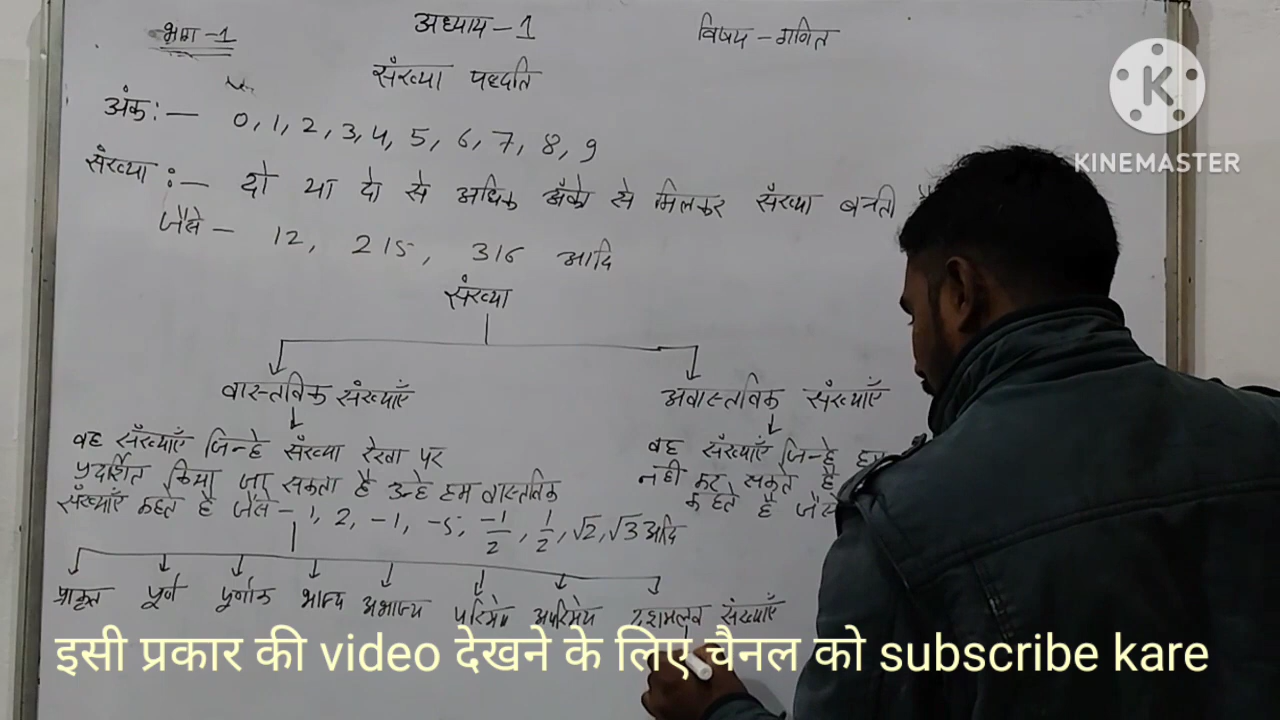 भाग -1
अध्याय - 1
विषय - गणित
संख्या पद्धति
अंक :— 0, 1, 2, 3, 4, 5, 6, 7, 8, 9
संख्या :— दो या दो से अधिक अंको से मिलकर संख्या बनती
जैसे — 12, 215, 316 आदि
संख्या
वास्तविक संख्याएँ
अवास्तविक संख्याएँ
वह संख्याएँ जिन्हे संख्या रेखा पर
प्रदर्शित किया जा सकता है उन्हे हम वास्तविक
संख्याएँ कहते है जैसे - 1, 2, -1, -5, -1/2, 1/2, √2, √3 आदि
वह संख्याएँ जिन्हे हम
नही कर सकते है
कहते है जैसे
प्राकृत पूर्ण पूर्णांक भाज्य अभाज्य परिमेय अपरिमेय दशमलव संख्याएँ
इसी प्रकार की video देखने के लिए चैनल को subscribe kare
K
KINEMASTER